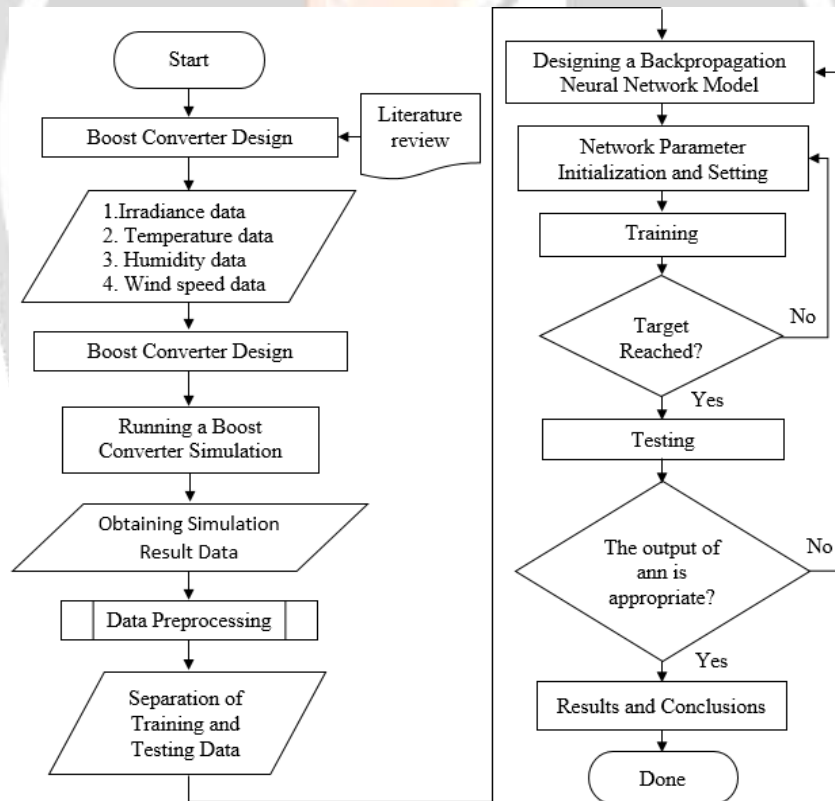 Start
Boost Converter Design
Literature
review
1.Irradiance data
2. Temperature data
3. Humidity data
4. Wind speed data
Boost Converter Design
Running a Boost
Converter Simulation
Obtaining Simulation
Result Data
Data Preprocessing
Separation of
Training and
Testing Data
Designing a Backpropagation
Neural Network Model
Network Parameter
Initialization and Setting
Training
Target
Reached?
No
Yes
Testing
The output of
ann is
appropriate?
No
Yes
Results and Conclusions
Done